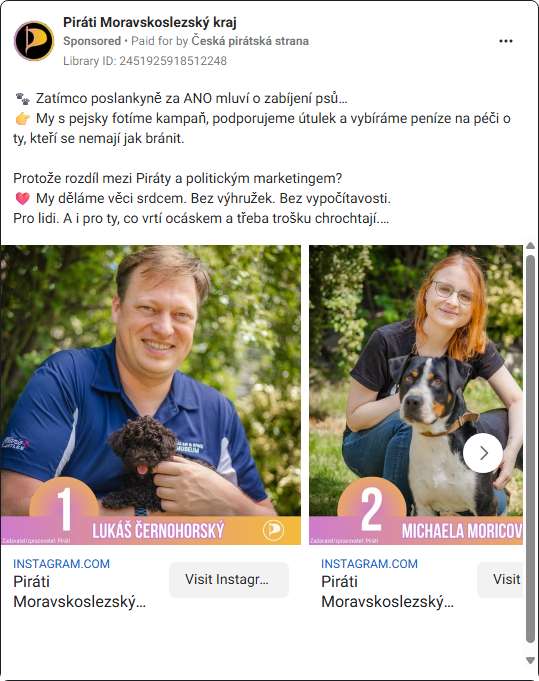 Piráti Moravskoslezský kraj
Sponsored • Paid for by Česká pirátská strana
Library ID: 2451925918512248
🐾 Zatímco poslankyně za ANO mluví o zabíjení psů…
👉 My s pejsky fotíme kampaň, podporujeme útulek a vybíráme peníze na péči o
ty, kteří se nemají jak bránit.
Protože rozdíl mezi Piráty a politickým marketingem?
💖 My děláme věci srdcem. Bez výhružek. Bez vypočítavosti.
Pro lidi. A i pro ty, co vrtí ocáskem a třeba trošku chrochtají.…
MUSEUM
1
LUKÁŠ ČERNOHORSKÝ
Zadavatel/zpracovatel: Piráti
2
MICHAELA MORICOV
Zadavatel/zpracovatel: Piráti
INSTAGRAM.COM
Piráti
Moravskoslezský…
Visit Instagr…
INSTAGRAM.COM
Piráti
Moravskoslezský…
Visit